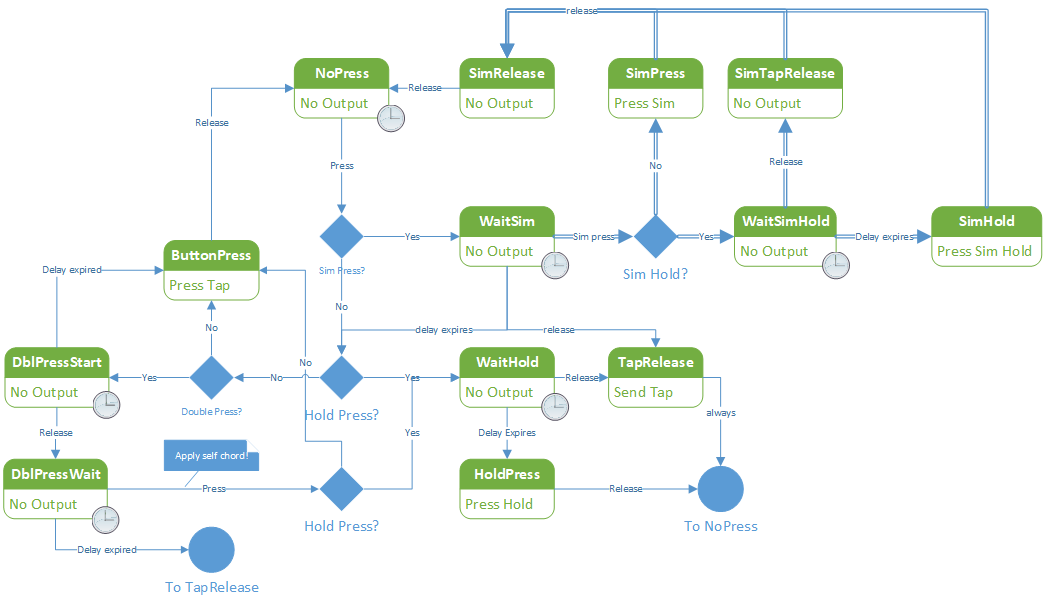 release
NoPress
No Output
SimRelease
No Output
SimPress
Press Sim
SimTapRelease
No Output
Release
Release
Press
No
Release
WaitSim
No Output
WaitSimHold
No Output
SimHold
Press Sim Hold
Yes
Sim press
Yes
Delay expires
Sim Press?
Sim Hold?
ButtonPress
Press Tap
Delay expired
No
No
delay expires
release
DblPressStart
No Output
No
WaitHold
No Output
TapRelease
Send Tap
Yes
No
Yes
Release
Double Press?
Hold Press?
always
Release
Yes
Delay Expires
Apply self chord!
DblPressWait
No Output
HoldPress
Press Hold
Press
Release
Hold Press?
To NoPress
Delay expired
To TapRelease